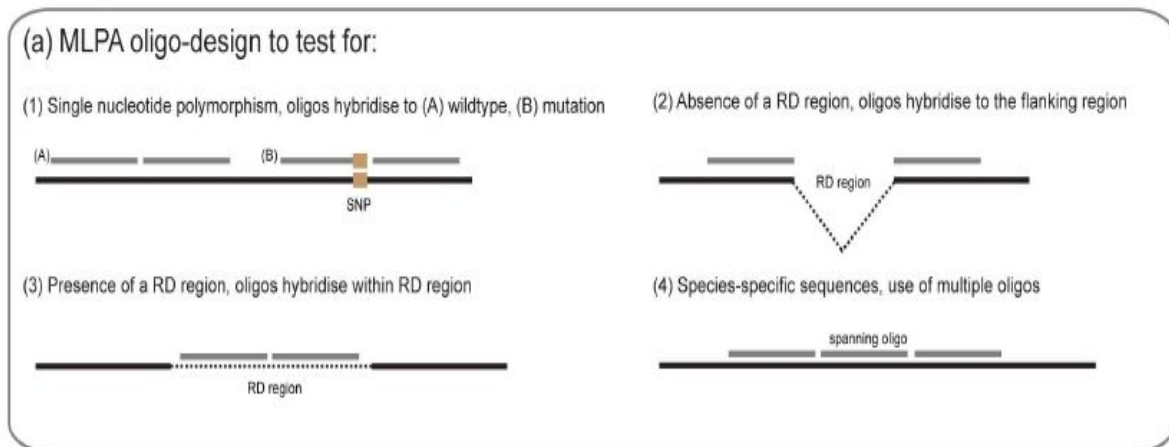 (a) MLPA oligo-design to test for:
(1) Single nucleotide polymorphism, oligos hybridise to (A) wildtype, (B) mutation
(A)
(B)
SNP
(2) Absence of a RD region, oligos hybridise to the flanking region
RD region
(3) Presence of a RD region, oligos hybridise within RD region
RD region
(4) Species-specific sequences, use of multiple oligos
spanning oligo